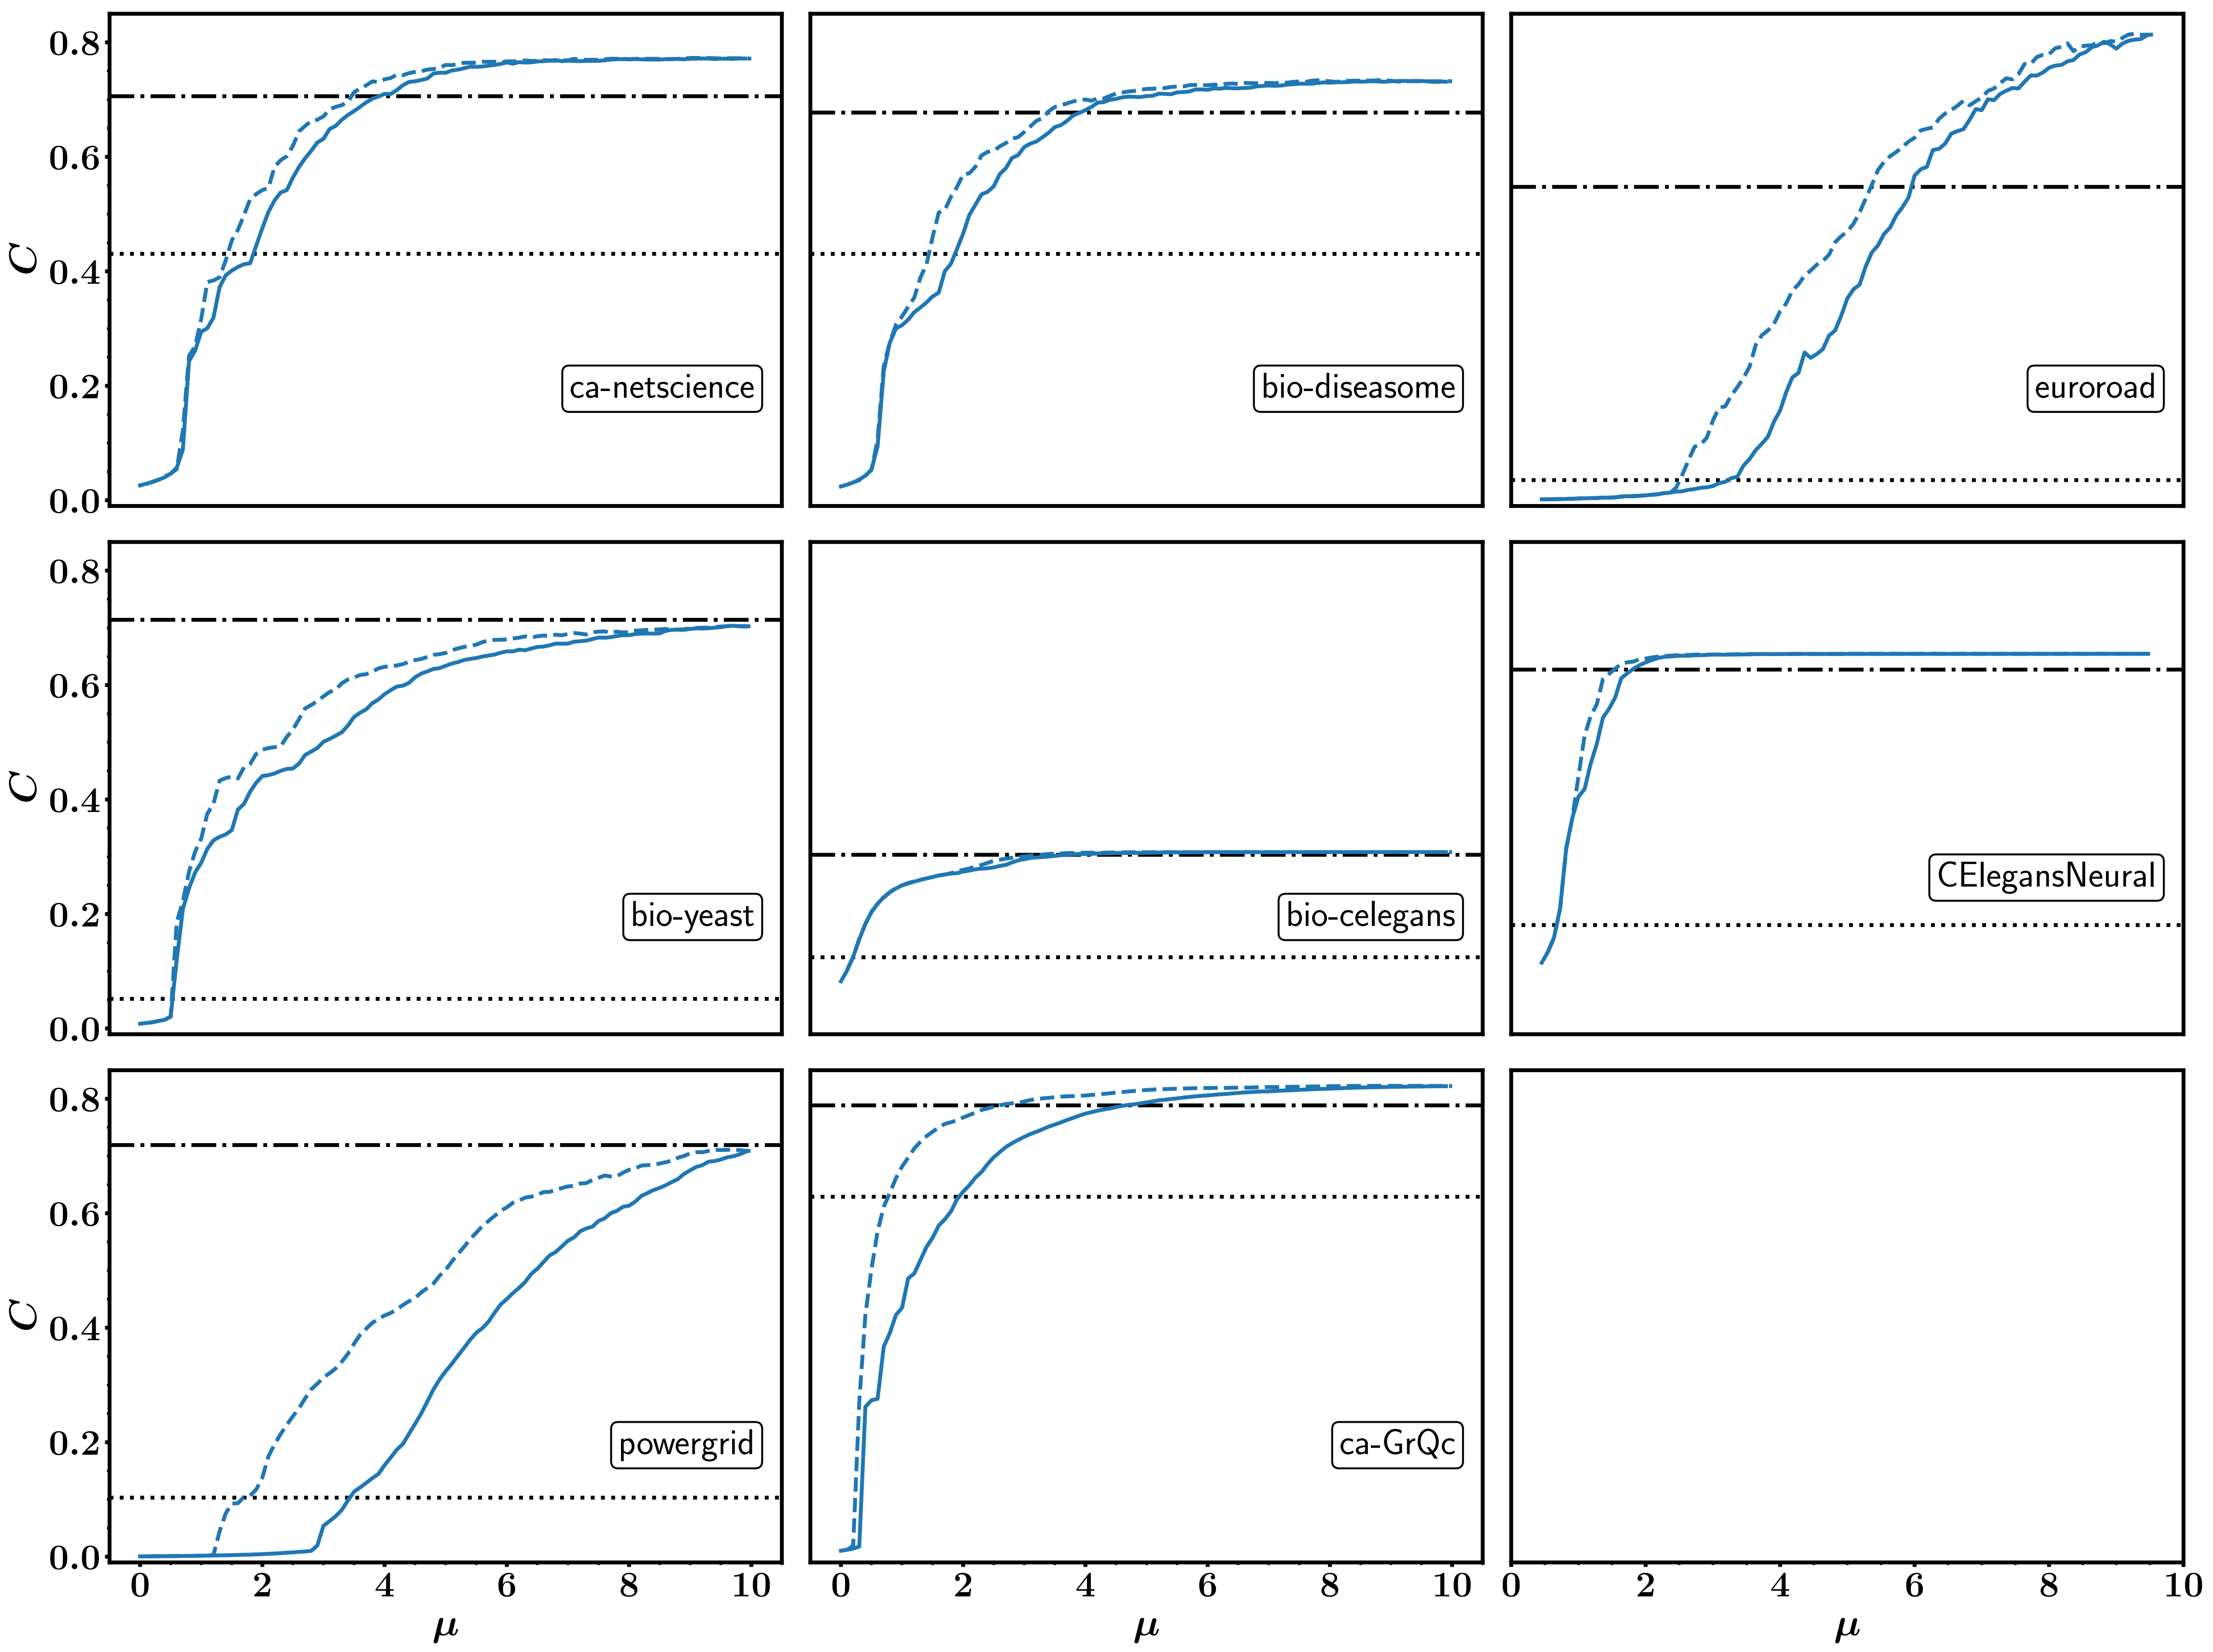 0.8
0.6
0.4
0.2
0.0
C
ca-netscience
bio-diseasome
euroroad
0.8
0.6
0.4
0.2
0.0
C
bio-yeast
bio-celegans
CElegansNeural
0.8
0.6
0.4
0.2
0.0
C
powergrid
ca-GrQc
0 2 4 6 8 10
0 2 4 6 8 10
0 2 4 6 8 10
μ
μ
μ